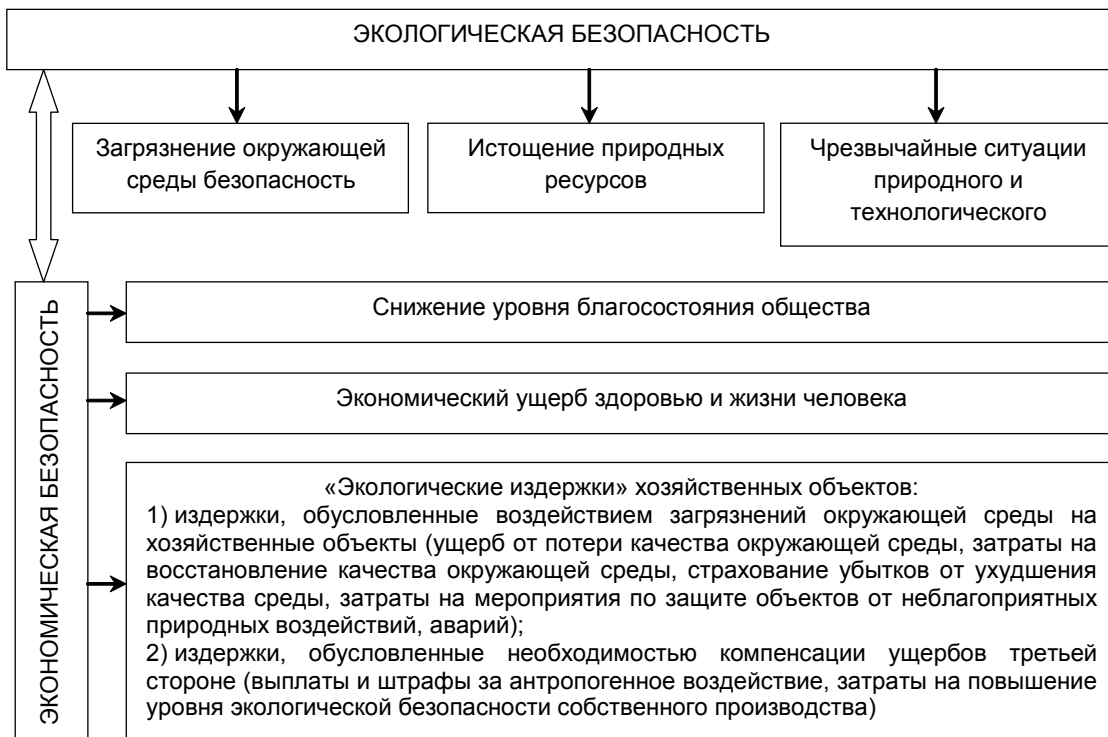 ЭКОЛОГИЧЕСКАЯ БЕЗОПАСНОСТЬ
Загрязнение окружающей
среды безопасность
Истощение природных
ресурсов
Чрезвычайные ситуации
природного и
технологического
ЭКОНОМИЧЕСКАЯ БЕЗОПАСНОСТЬ
Снижение уровня благосостояния общества
Экономический ущерб здоровью и жизни человека
«Экологические издержки» хозяйственных объектов:
1) издержки, обусловленные воздействием загрязнений окружающей среды на
хозяйственные объекты (ущерб от потери качества окружающей среды, затраты на
восстановление качества окружающей среды, страхование убытков от ухудшения
качества среды, затраты на мероприятия по защите объектов от неблагоприятных
природных воздействий, аварий);
2) издержки, обусловленные необходимостью компенсации ущербов третьей
стороне (выплаты и штрафы за антропогенное воздействие, затраты на повышение
уровня экологической безопасности собственного производства)